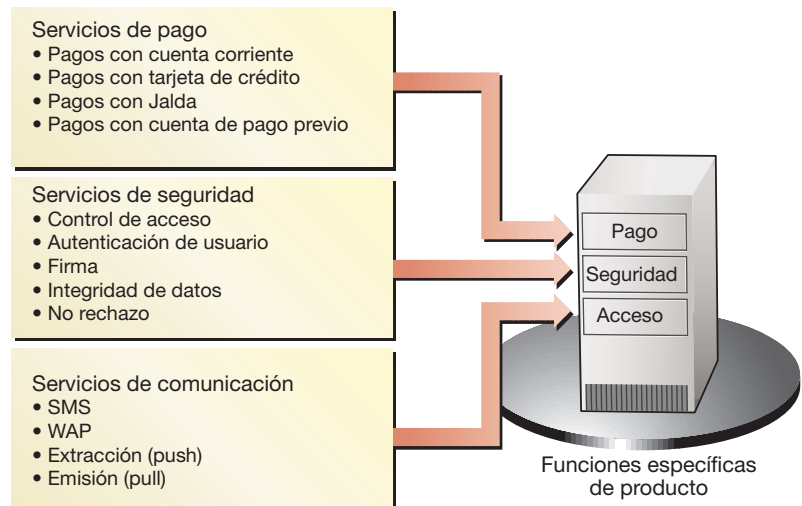 Servicios de pago
• Pagos con cuenta corriente
• Pagos con tarjeta de crédito
• Pagos con Jalda
• Pagos con cuenta de pago previo
Servicios de seguridad
• Control de acceso
• Autenticación de usuario
• Firma
• Integridad de datos
• No rechazo
Servicios de comunicación
• SMS
• WAP
• Extracción (push)
• Emisión (pull)
Pago
Seguridad
Acceso
Funciones específicas
de producto